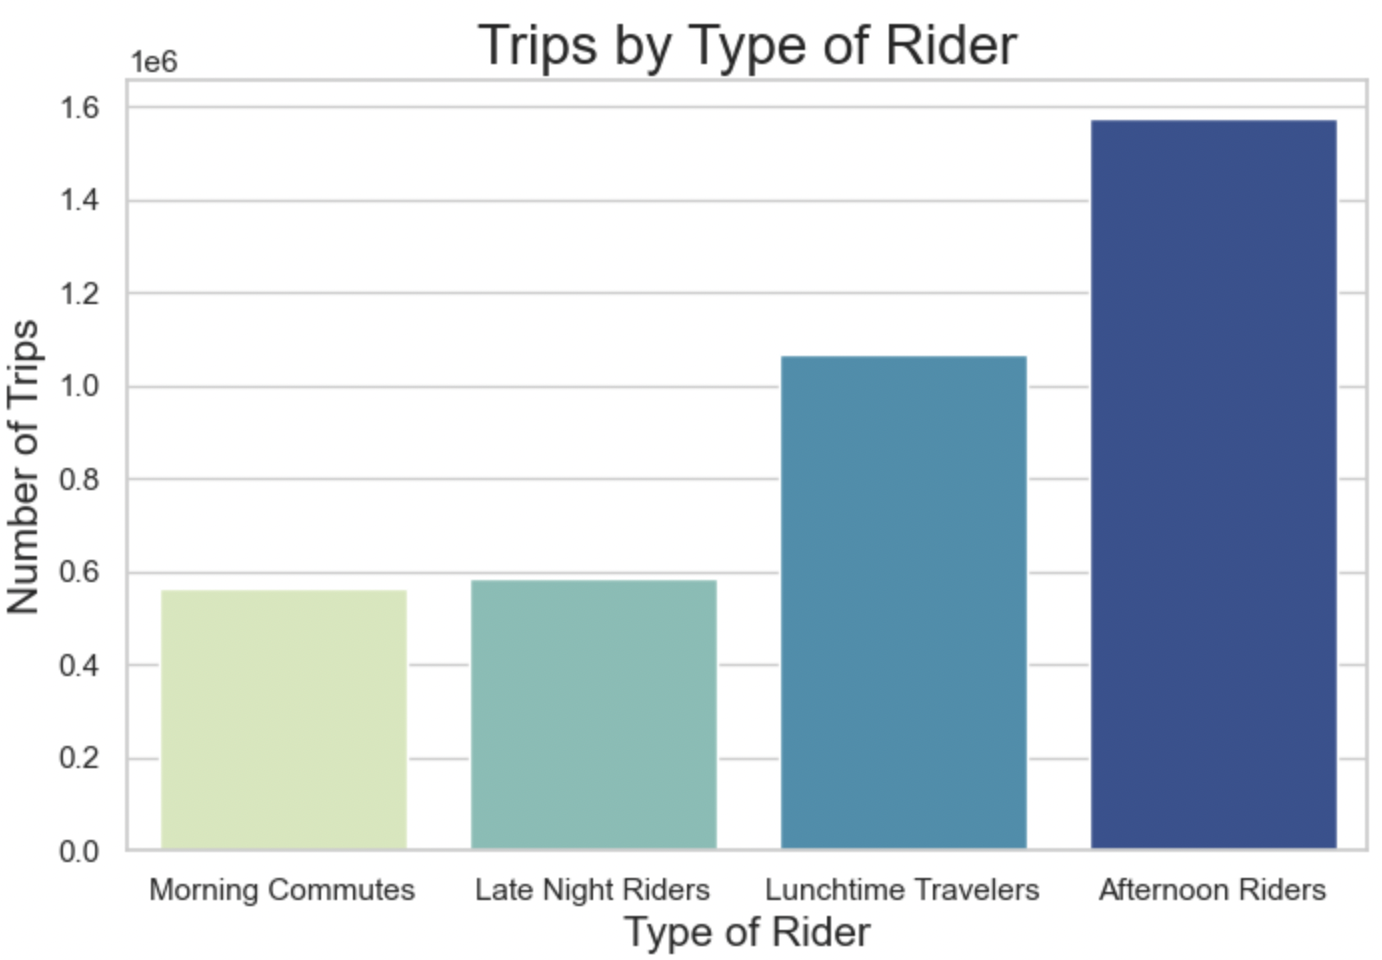 Trips by Type of Rider
1e6
1.6
1.4
1.2
1.0
0.8
0.6
0.4
0.2
0.0
Number of Trips
Morning Commutes Late Night Riders Lunchtime Travelers Afternoon Riders
Type of Rider